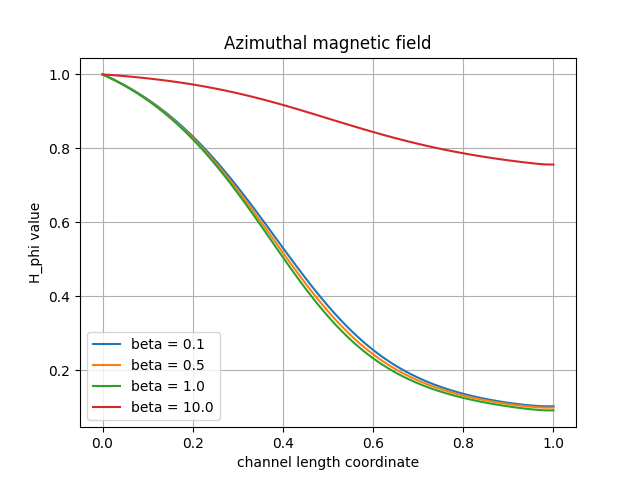 Azimuthal magnetic field
H_phi value
1.0
0.8
0.6
0.4
0.2
beta = 0.1
beta = 0.5
beta = 1.0
beta = 10.0
0.0 0.2 0.4 0.6 0.8 1.0
channel length coordinate